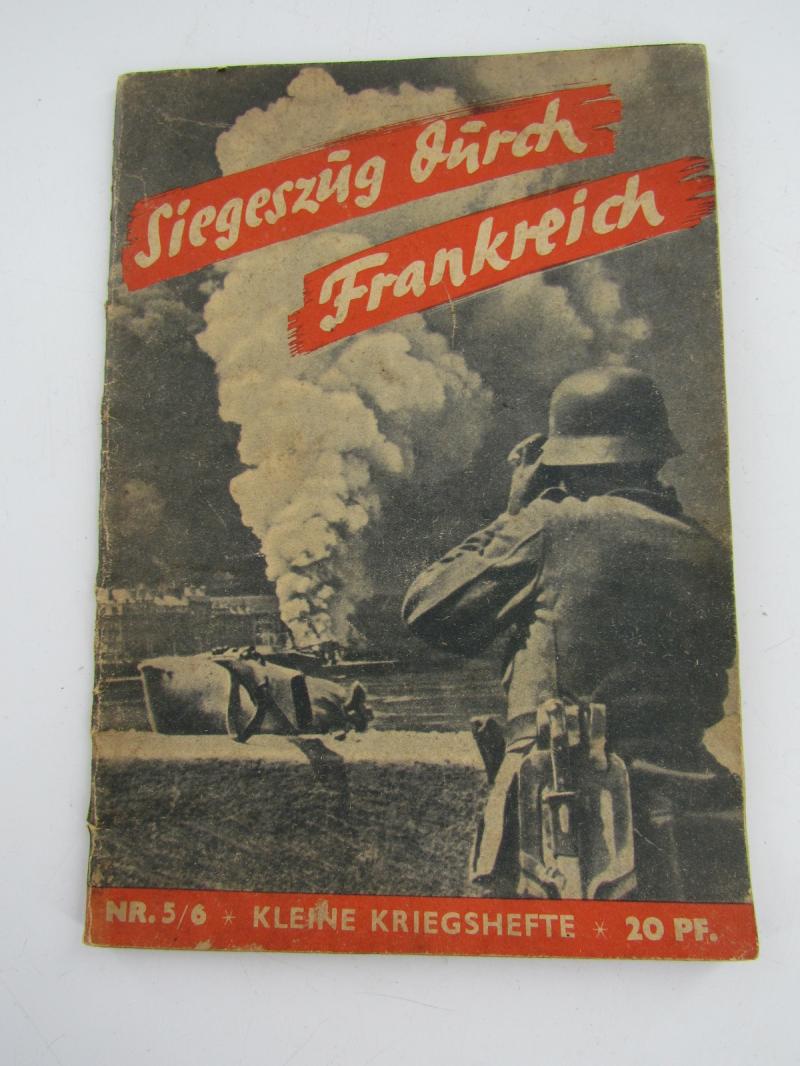 Siegeszug durch
Frankreich
NR. 5/6 * KLEINE KRIEGSHEFTE * 20 PF.